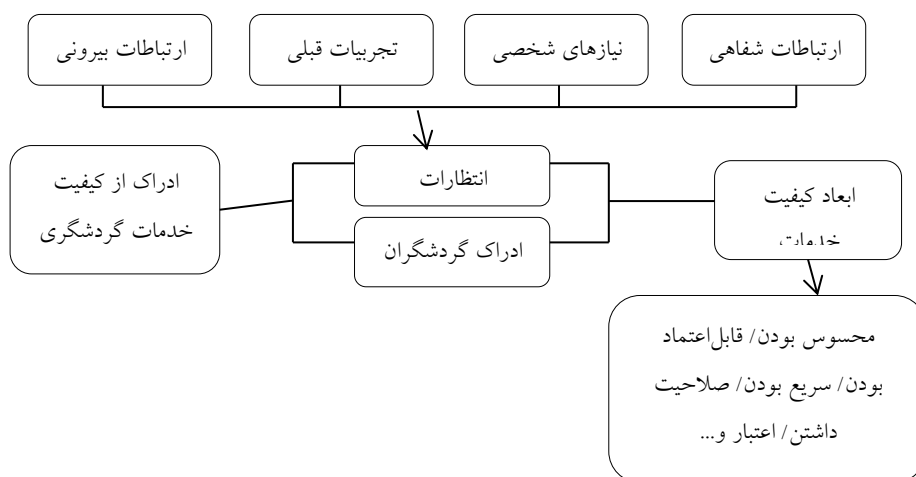 ارتباطات شفاهی
نیازهای شخصی
تجربیات قبلی
ارتباطات بیرونی
ابعاد کیفیت
خدمات
انتظارات
ادراک گردشگران
ادراک از کیفیت
خدمات گردشگری
محسوس بودن/ قابل‌اعتماد
بودن/ سریع بودن/ صلاحیت
داشتن/ اعتبار و...